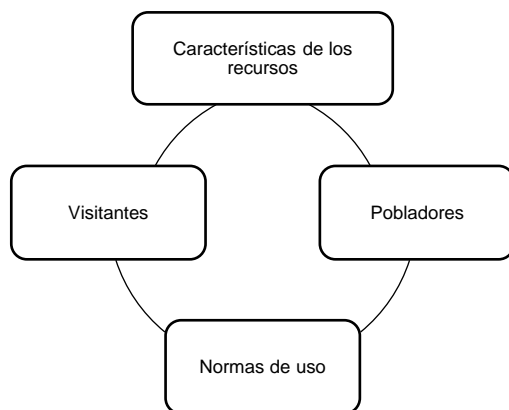 Características de los
recursos
Visitantes
Pobladores
Normas de uso